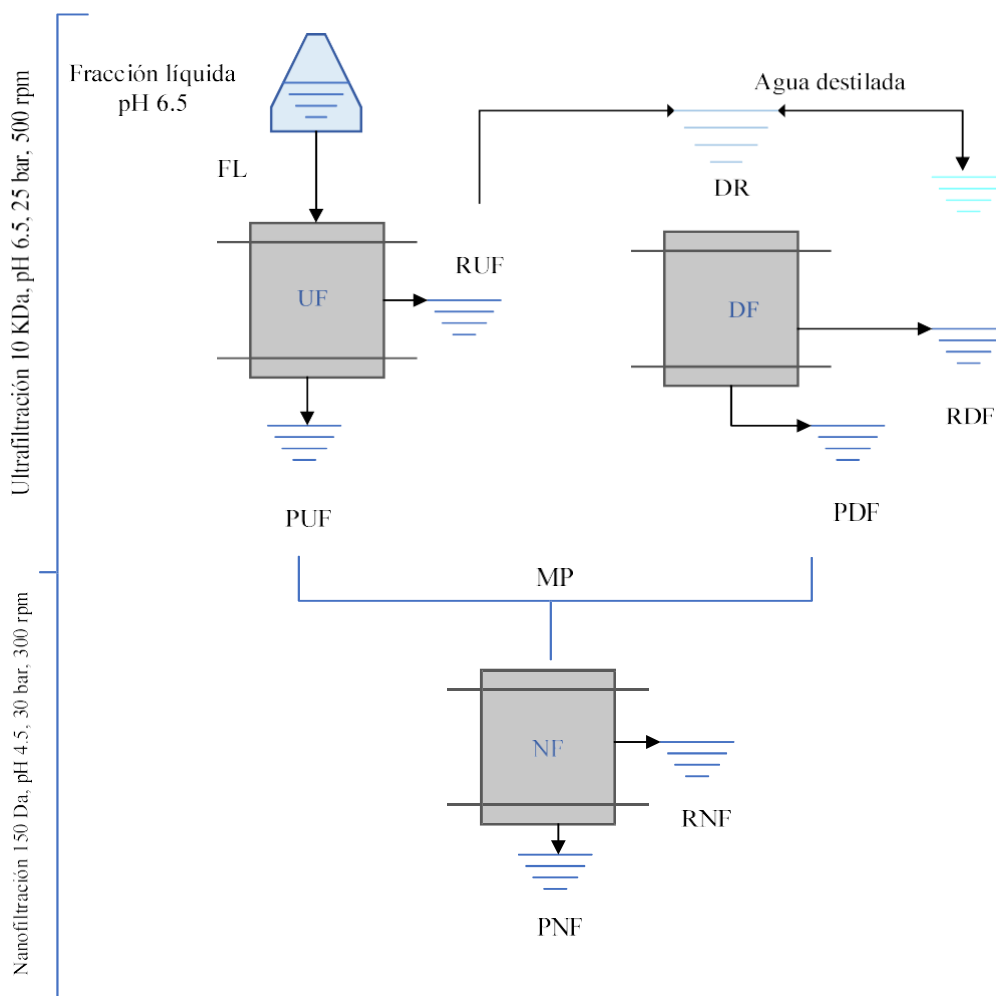 Ultrafiltración 10 KDa, pH 6.5, 25 bar, 500 rpm
Fracción líquida
pH 6.5
Agua destilada
FL
DR
RUF
UF
DF
RDF
PUF
PDF
MP
Nanofiltración 150 Da, pH 4.5, 30 bar, 300 rpm
NF
RNF
PNF